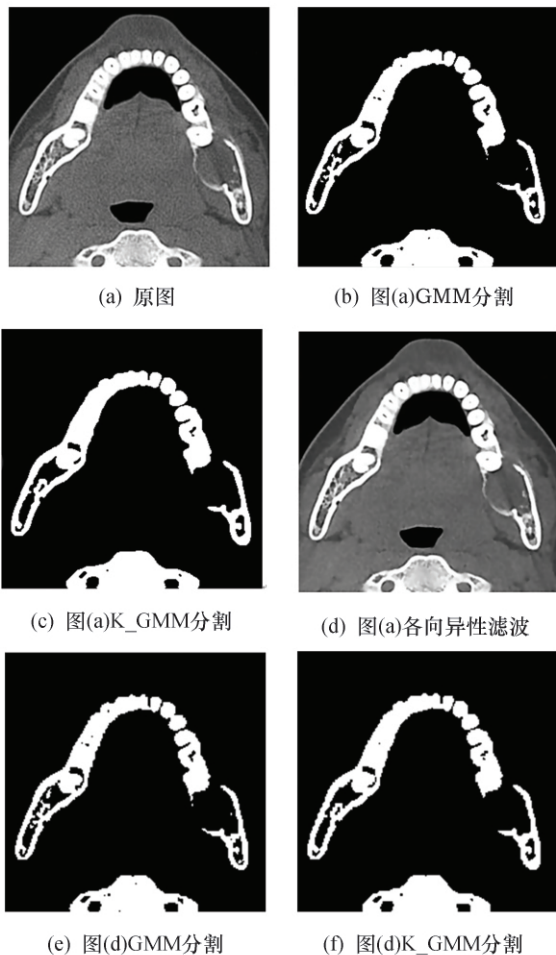 (a) 原图
(b) 图(a)GMM分割
(c) 图(a)K_GMM分割
(d) 图(a)各向异性滤波
(e) 图(d)GMM分割
(f) 图(d)K_GMM分割